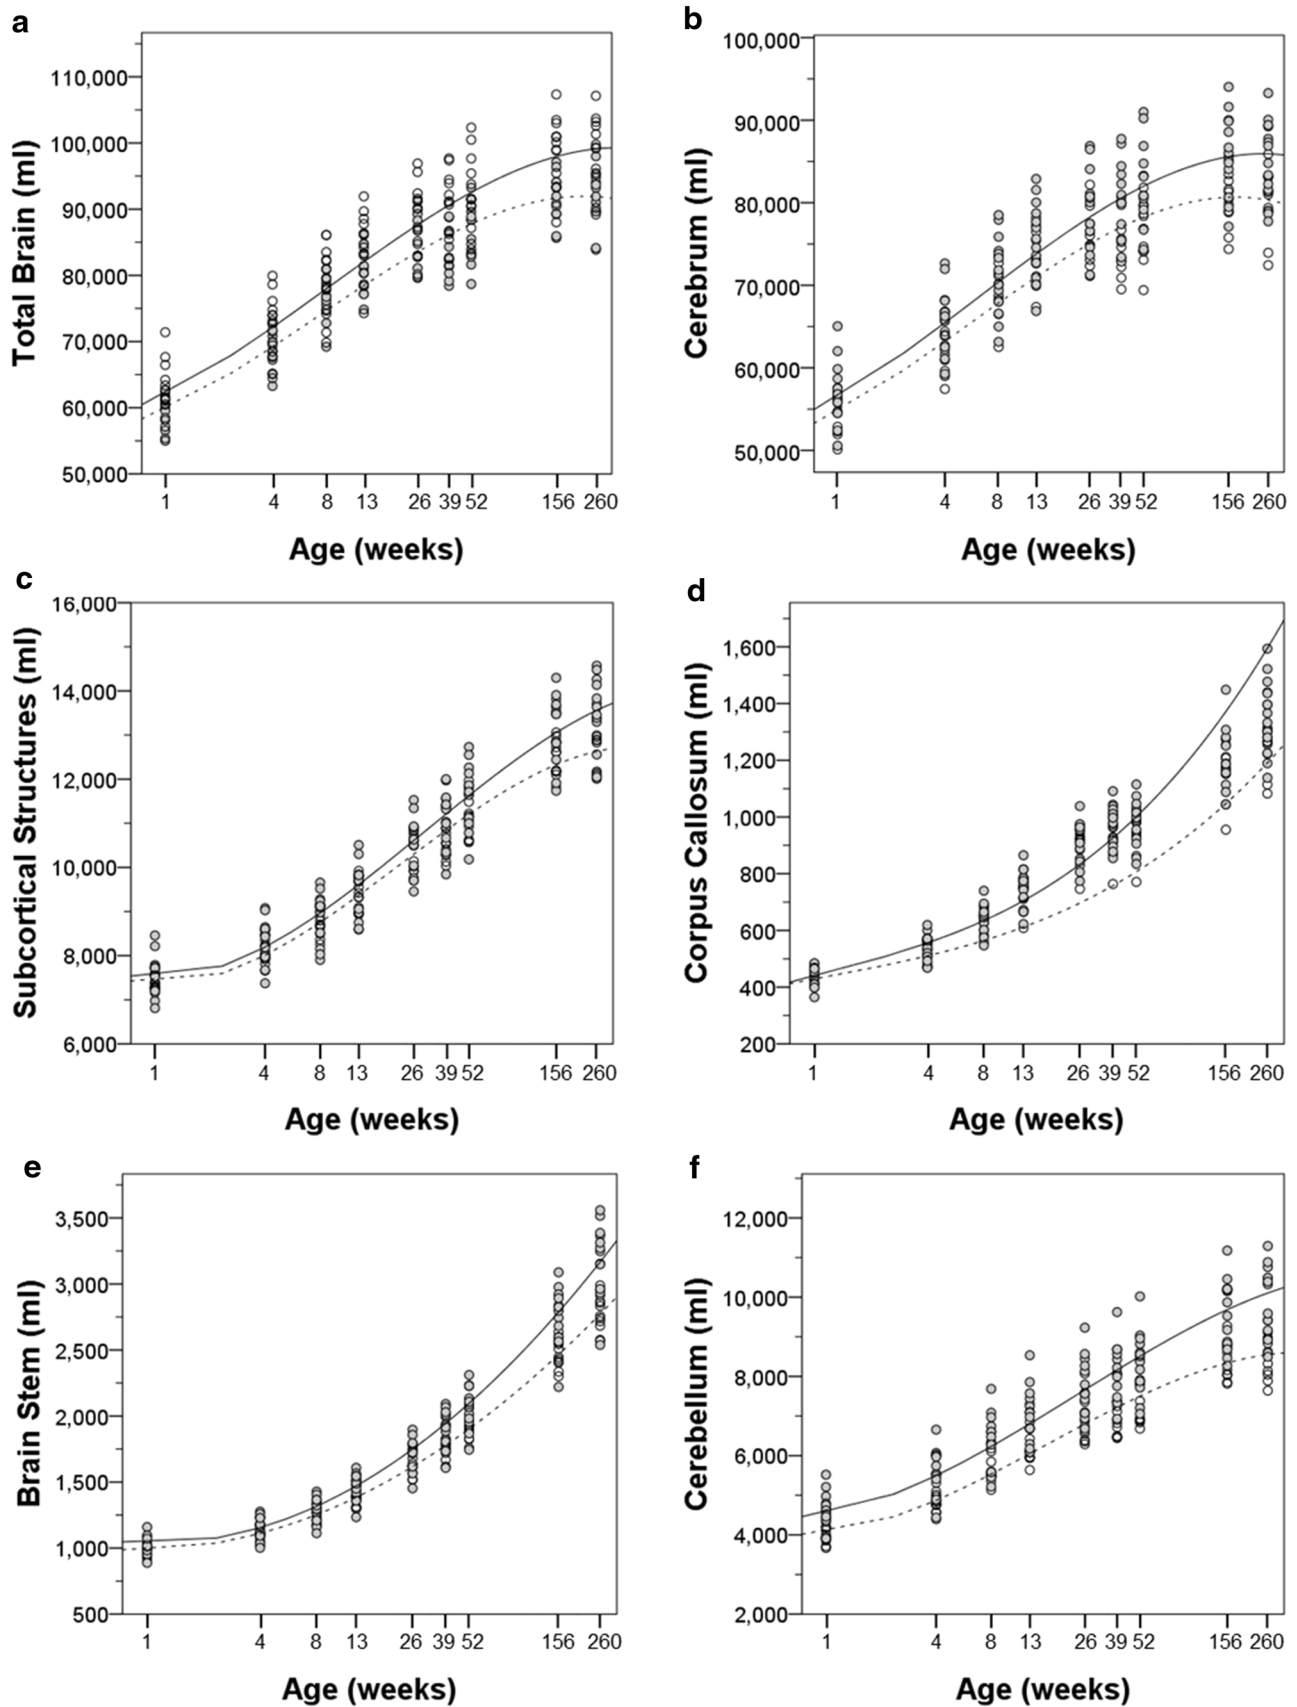 a
110,000
100,000
90,000
80,000
70,000
60,000
50,000
Total Brain (ml)
1 4 8 13 26 39 52 156 260
Age (weeks)
b
100,000
90,000
80,000
70,000
60,000
50,000
Cerebrum (ml)
1 4 8 13 26 39 52 156 260
Age (weeks)
c
16,000
14,000
12,000
10,000
8,000
6,000
Subcortical Structures (ml)
1 4 8 13 26 39 52 156 260
Age (weeks)
d
1,600
1,400
1,200
1,000
800
600
400
200
Corpus Callosum (ml)
1 4 8 13 26 39 52 156 260
Age (weeks)
e
3,500
3,000
2,500
2,000
1,500
1,000
500
Brain Stem (ml)
1 4 8 13 26 39 52 156 260
Age (weeks)
f
12,000
10,000
8,000
6,000
4,000
2,000
Cerebellum (ml)
1 4 8 13 26 39 52 156 260
Age (weeks)